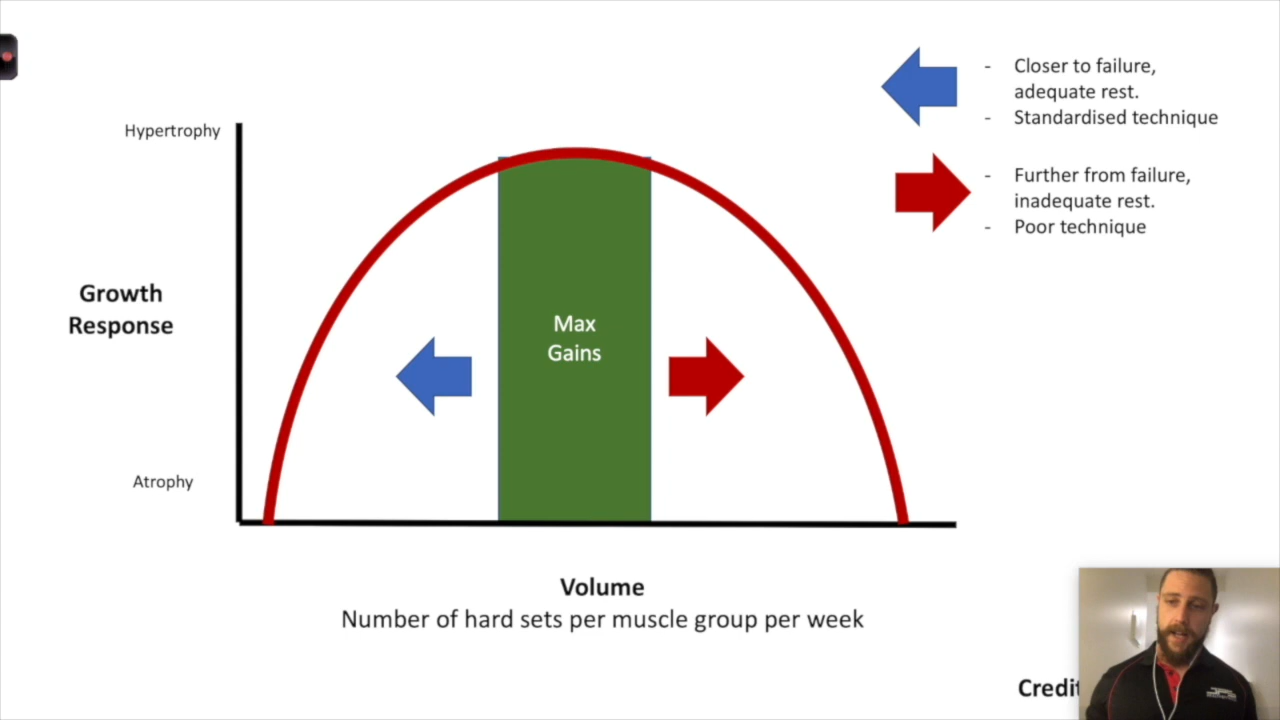 - Closer to failure,
adequate rest.
- Standardised technique
Hypertrophy
- Further from failure,
inadequate rest.
- Poor technique
Growth
Response
Max
Gains
Atrophy
Volume
Number of hard sets per muscle group per week